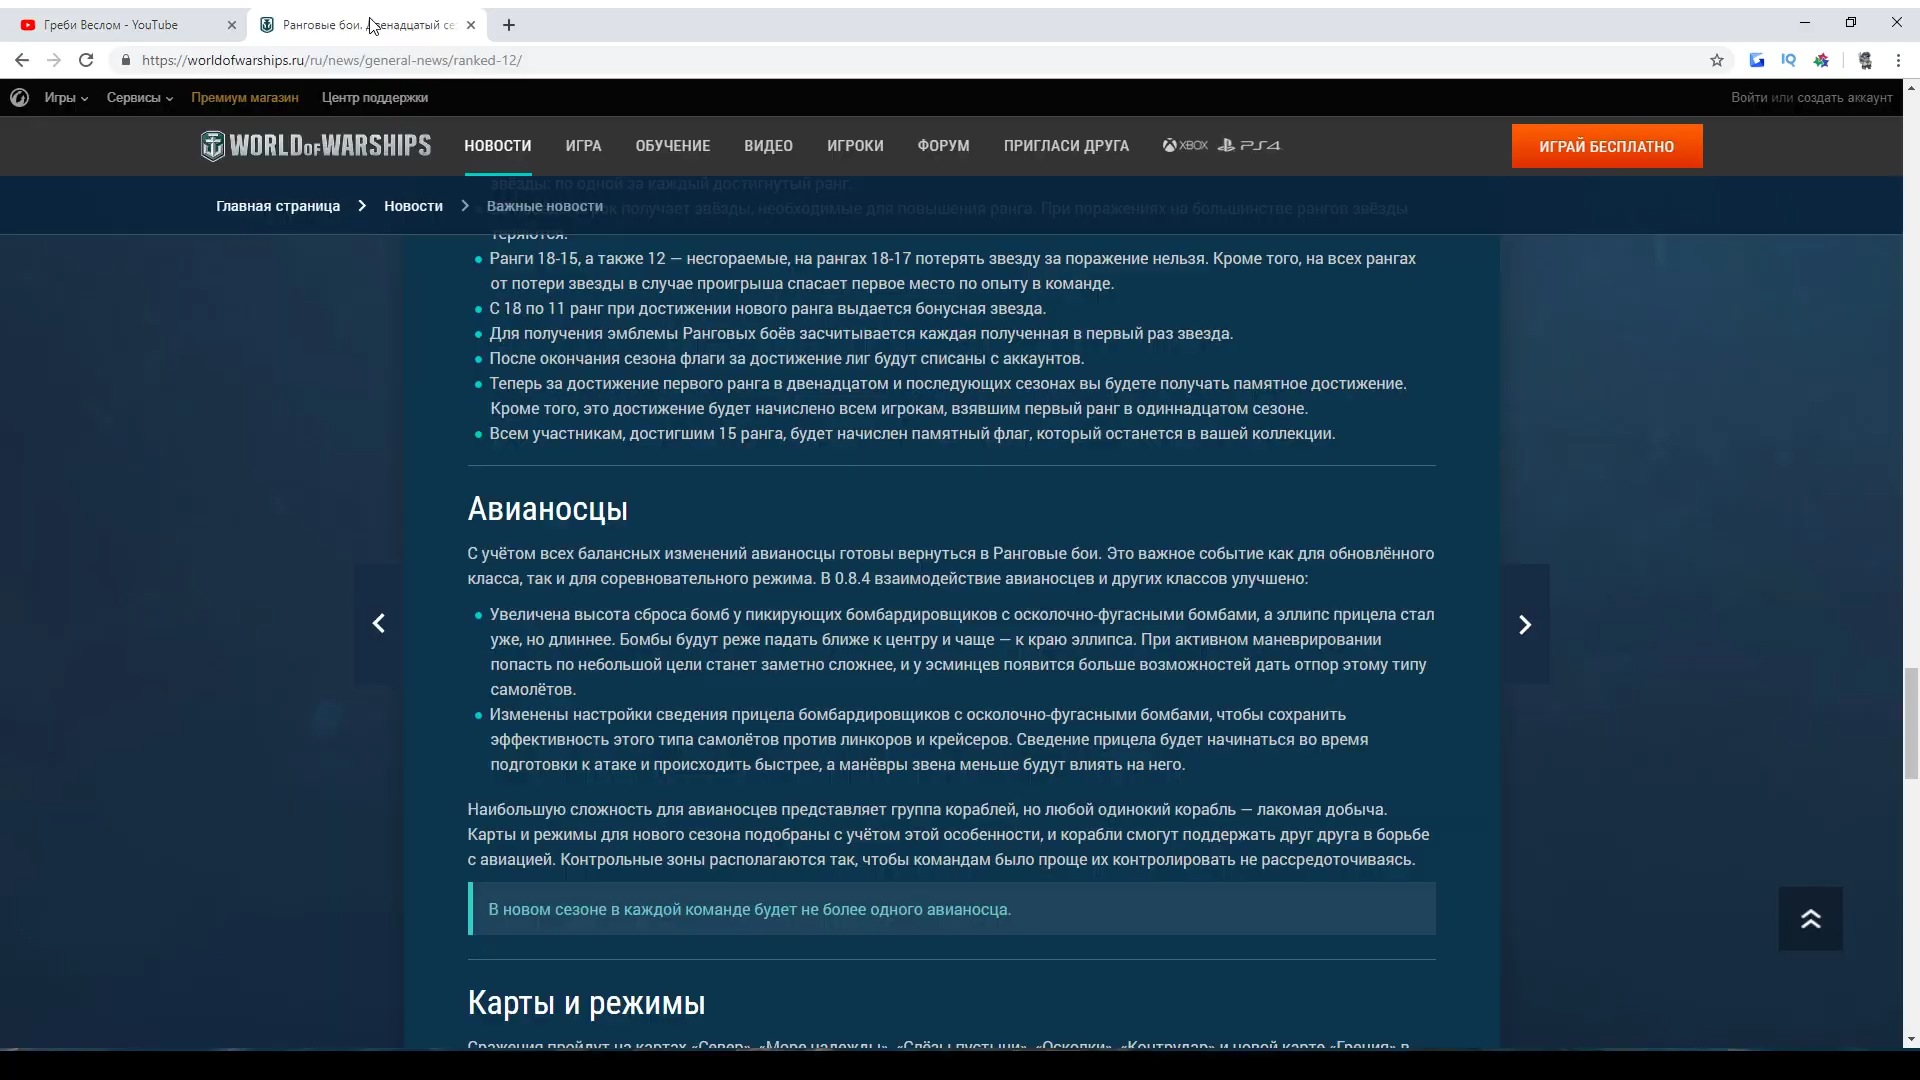 Греби Веслом - YouTube
Ранговые бои. Двенадцатый се
https://worldofwarships.ru/ru/news/general-news/ranked-12/
IQ
Игры Сервисы Премиум магазин Центр поддержки Войти или создать аккаунт
WORLD OF WARSHIPS НОВОСТИ ИГРА ОБУЧЕНИЕ ВИДЕО ИГРОКИ ФОРУМ ПРИГЛАСИ ДРУГА XBOX PS4 ИГРАЙ БЕСПЛАТНО
звёзды: по одной за каждый достигнутый ранг.
Главная страница > Новости > Важные новости
получает звёзды, необходимые для повышения ранга. При поражениях на большинстве рангов звёзды
теряются.
Ранги 18-15, а также 12 — несгораемые, на рангах 18-17 потерять звезду за поражение нельзя. Кроме того, на всех рангах
от потери звезды в случае проигрыша спасает первое место по опыту в команде.
С 18 по 11 ранг при достижении нового ранга выдается бонусная звезда.
Для получения эмблемы Ранговых боёв засчитывается каждая полученная в первый раз звезда.
После окончания сезона флаги за достижение лиг будут списаны с аккаунтов.
Теперь за достижение первого ранга в двенадцатом и последующих сезонах вы будете получать памятное достижение.
Кроме того, это достижение будет начислено всем игрокам, взявшим первый ранг в одиннадцатом сезоне.
Всем участникам, достигшим 15 ранга, будет начислен памятный флаг, который останется в вашей коллекции.
Авианосцы
С учётом всех балансных изменений авианосцы готовы вернуться в Ранговые бои. Это важное событие как для обновлённого
класса, так и для соревновательного режима. В 0.8.4 взаимодействие авианосцев и других классов улучшено:
Увеличена высота сброса бомб у пикирующих бомбардировщиков с осколочно-фугасными бомбами, а эллипс прицела стал
уже, но длиннее. Бомбы будут реже падать ближе к центру и чаще — к краю эллипса. При активном маневрировании
попасть по небольшой цели станет заметно сложнее, и у эсминцев появится больше возможностей дать отпор этому типу
самолётов.
Изменены настройки сведения прицела бомбардировщиков с осколочно-фугасными бомбами, чтобы сохранить
эффективность этого типа самолётов против линкоров и крейсеров. Сведение прицела будет начинаться во время
подготовки к атаке и происходить быстрее, а манёвры звена меньше будут влиять на него.
Наибольшую сложность для авианосцев представляет группа кораблей, но любой одинокий корабль — лакомая добыча.
Карты и режимы для нового сезона подобраны с учётом этой особенности, и корабли смогут поддержать друг друга в борьбе
с авиацией. Контрольные зоны располагаются так, чтобы командам было проще их контролировать не рассредоточиваясь.
В новом сезоне в каждой команде будет не более одного авианосца.
Карты и режимы
Сражения пройдут на картах «Север», «Море надежды», «Слёзы пустыни», «Осколки», «Контрудар» и новой карте «Греция» в